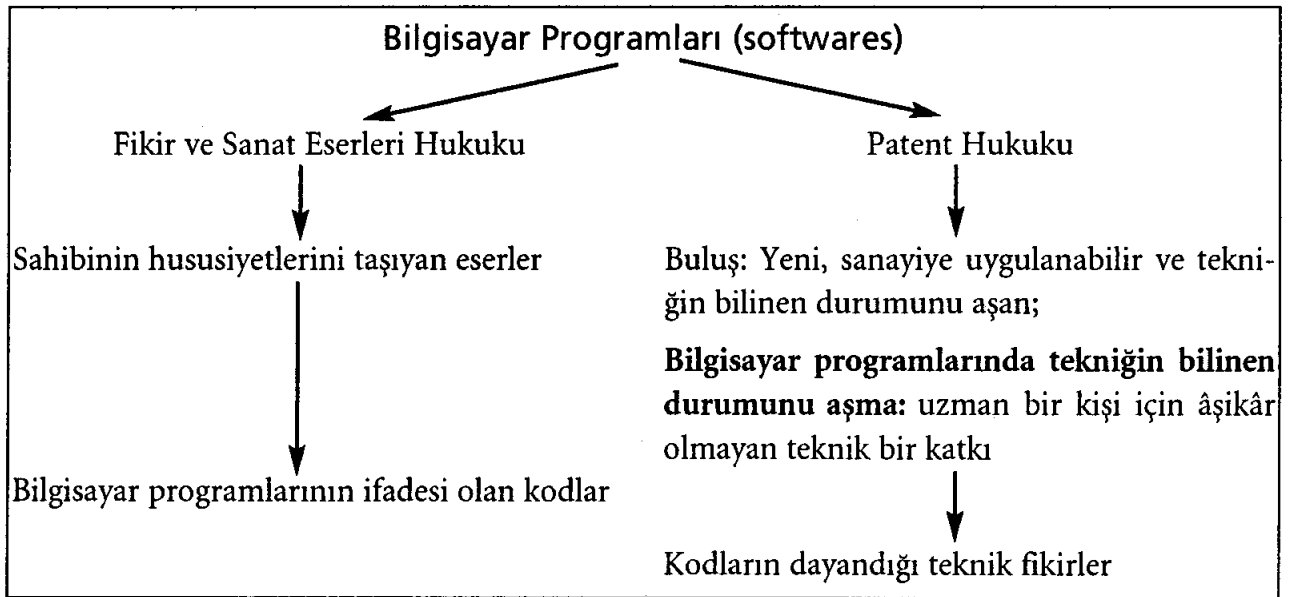 Bilgisayar Programları (softwares)
Fikir ve Sanat Eserleri Hukuku
Patent Hukuku
Sahibinin hususiyetlerini taşıyan eserler
Buluş: Yeni, sanayiye uygulanabilir ve tekni-
ğin bilinen durumunu aşan;
Bilgisayar programlarında tekniğin bilinen
durumunu aşma: uzman bir kişi için âşikâr
olmayan teknik bir katkı
Bilgisayar programlarının ifadesi olan kodlar
Kodların dayandığı teknik fikirler